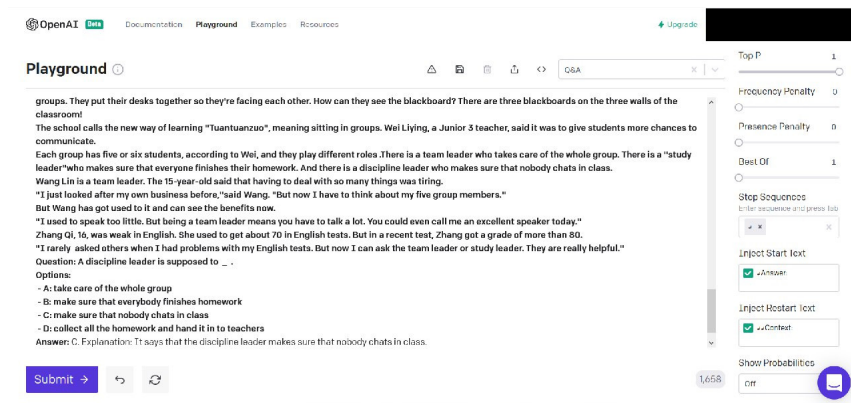 OpenAI Beta Documentation Playground Examples Resources Upgrade
Playground
Q&A
groups. They put their desks together so they're facing each other. How can they see the blackboard? There are three blackboards on the three walls of the
classroom!
The school calls the new way of learning "Tuantuanzuo", meaning sitting in groups. Wei Liying, a Junior 3 teacher, said it was to give students more chances to
communicate.
Each group has five or six students, according to Wei, and they play different roles .There is a team leader who takes care of the whole group. There is a "study
leader"who makes sure that everyone finishes their homework. And there is a discipline leader who makes sure that nobody chats in class.
Wang Lin is a team leader. The 15-year-old said that having to deal with so many things was tiring.
"I just looked after my own business before,"said Wang. "But now I have to think about my five group members."
But Wang has got used to it and can see the benefits now.
"I used to speak too little. But being a team leader means you have to talk a lot. You could even call me an excellent speaker today."
Zhang Qi, 16, was weak in English. She used to get about 70 in English tests. But in a recent test, Zhang got a grade of more than 80.
"I rarely asked others when I had problems with my English tests. But now I can ask the team leader or study leader. They are really helpful."
Question: A discipline leader is supposed to _ .
Options:
- A: take care of the whole group
- B: make sure that everybody finishes homework
- C: make sure that nobody chats in class
- D: collect all the homework and hand it in to teachers
Answer: C. Explanation: It says that the discipline leader makes sure that nobody chats in class.
Submit →
1,658
Top P 1
Frequency Penalty 0
Presence Penalty 0
Best Of 1
Stop Sequences
Enter sequence and press Tab
↲ ×
Inject Start Text
↲Answer:
Inject Restart Text
↲↲Context:
Show Probabilities
Off